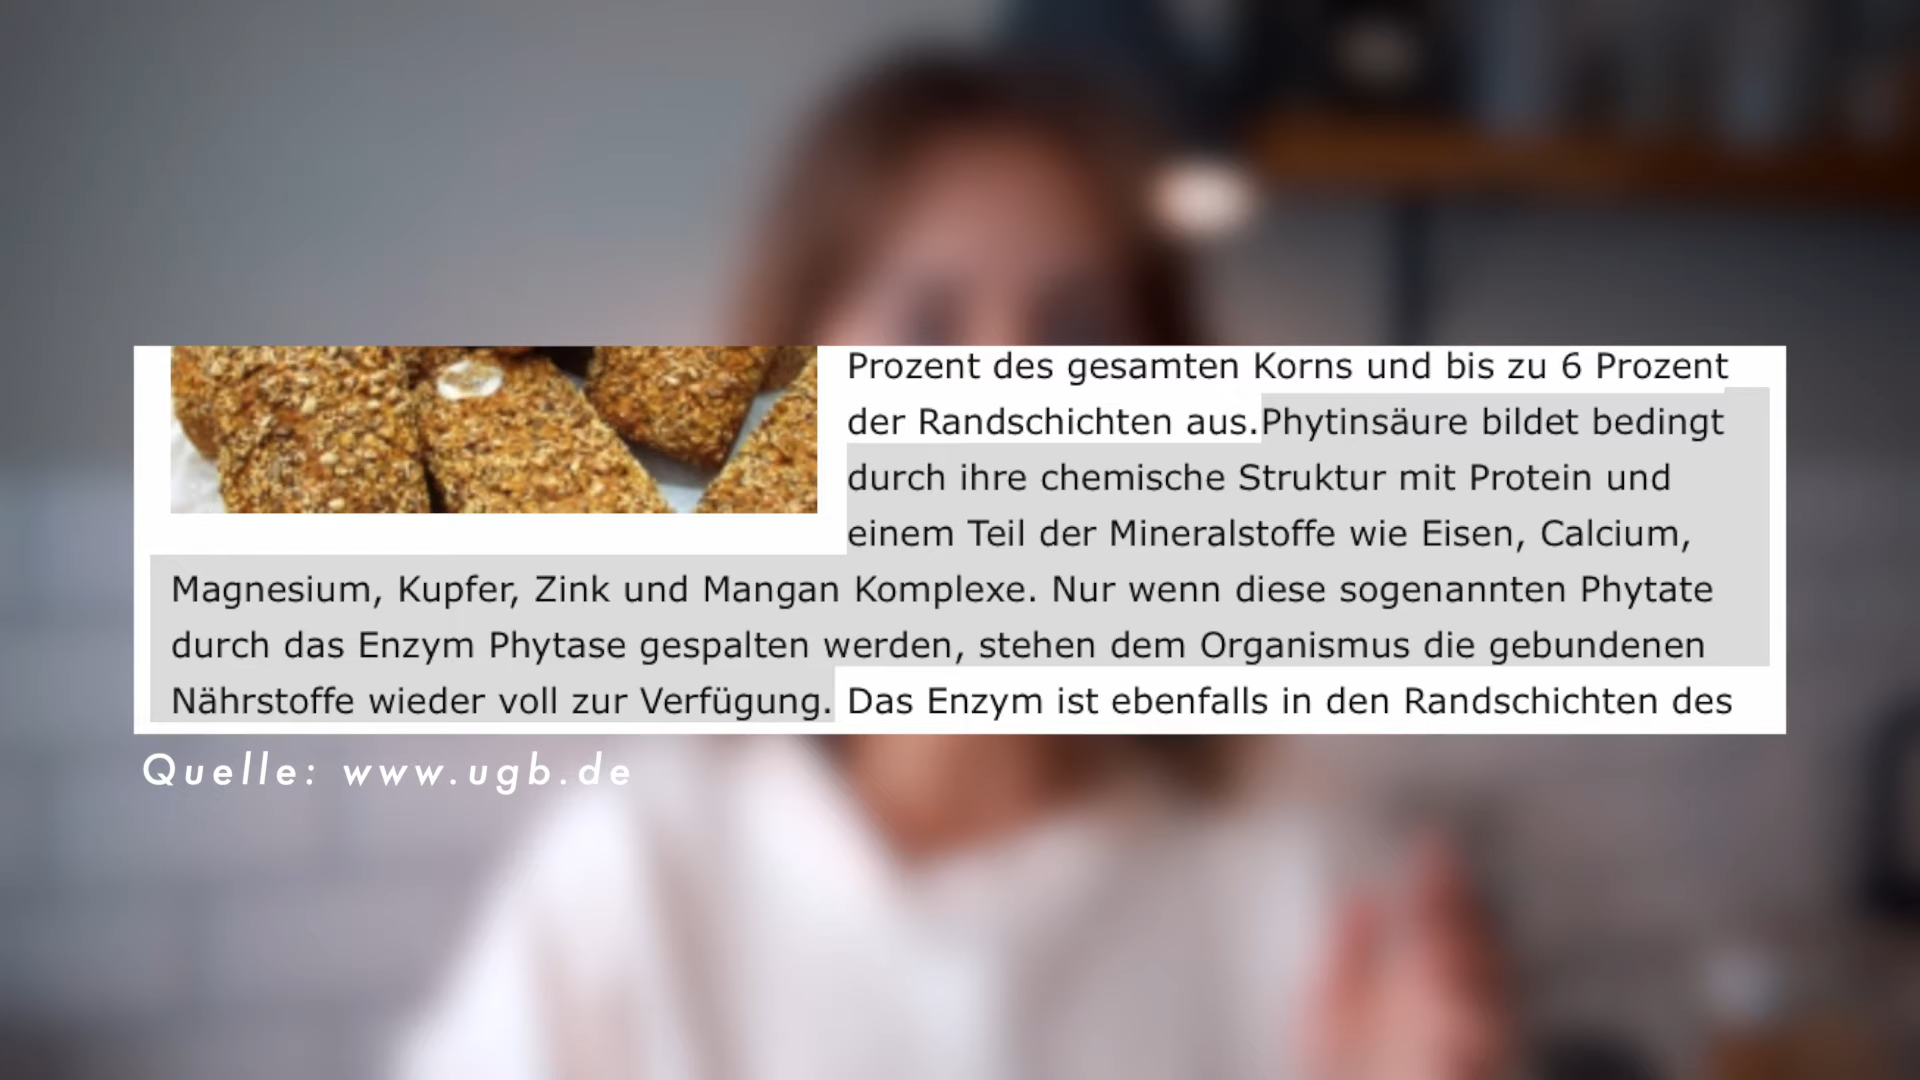 Prozent des gesamten Korns und bis zu 6 Prozent
der Randschichten aus.Phytinsäure bildet bedingt
durch ihre chemische Struktur mit Protein und
einem Teil der Mineralstoffe wie Eisen, Calcium,
Magnesium, Kupfer, Zink und Mangan Komplexe. Nur wenn diese sogenannten Phytate
durch das Enzym Phytase gespalten werden, stehen dem Organismus die gebundenen
Nährstoffe wieder voll zur Verfügung. Das Enzym ist ebenfalls in den Randschichten des
Quelle: www.ugb.de